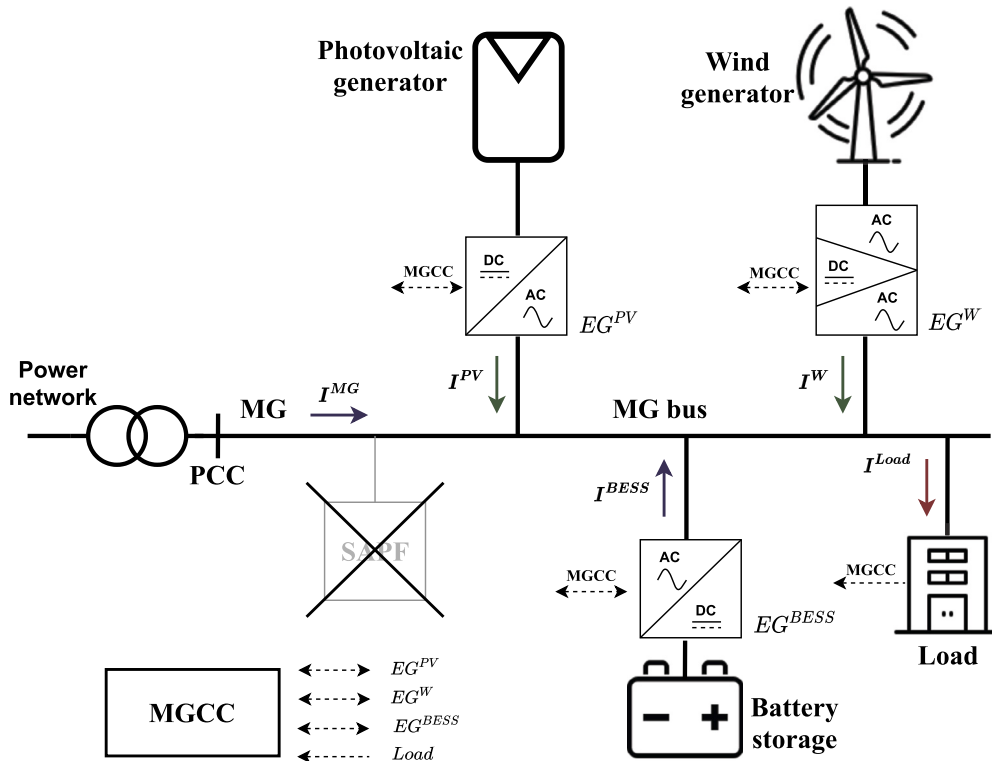 Photovoltaic
generator
Wind
generator
AC
MGCC
DC
AC
EG^{PV}
MGCC
DC
AC
EG^{W}
Power
network
MG
I^{MG}
I^{PV}
MG bus
I^{W}
PCC
I^{BESS}
I^{Load}
SAPF
MGCC
AC
DC
EG^{BESS}
MGCC
Load
MGCC
EG^{PV}
EG^{W}
EG^{BESS}
Load
Battery
storage